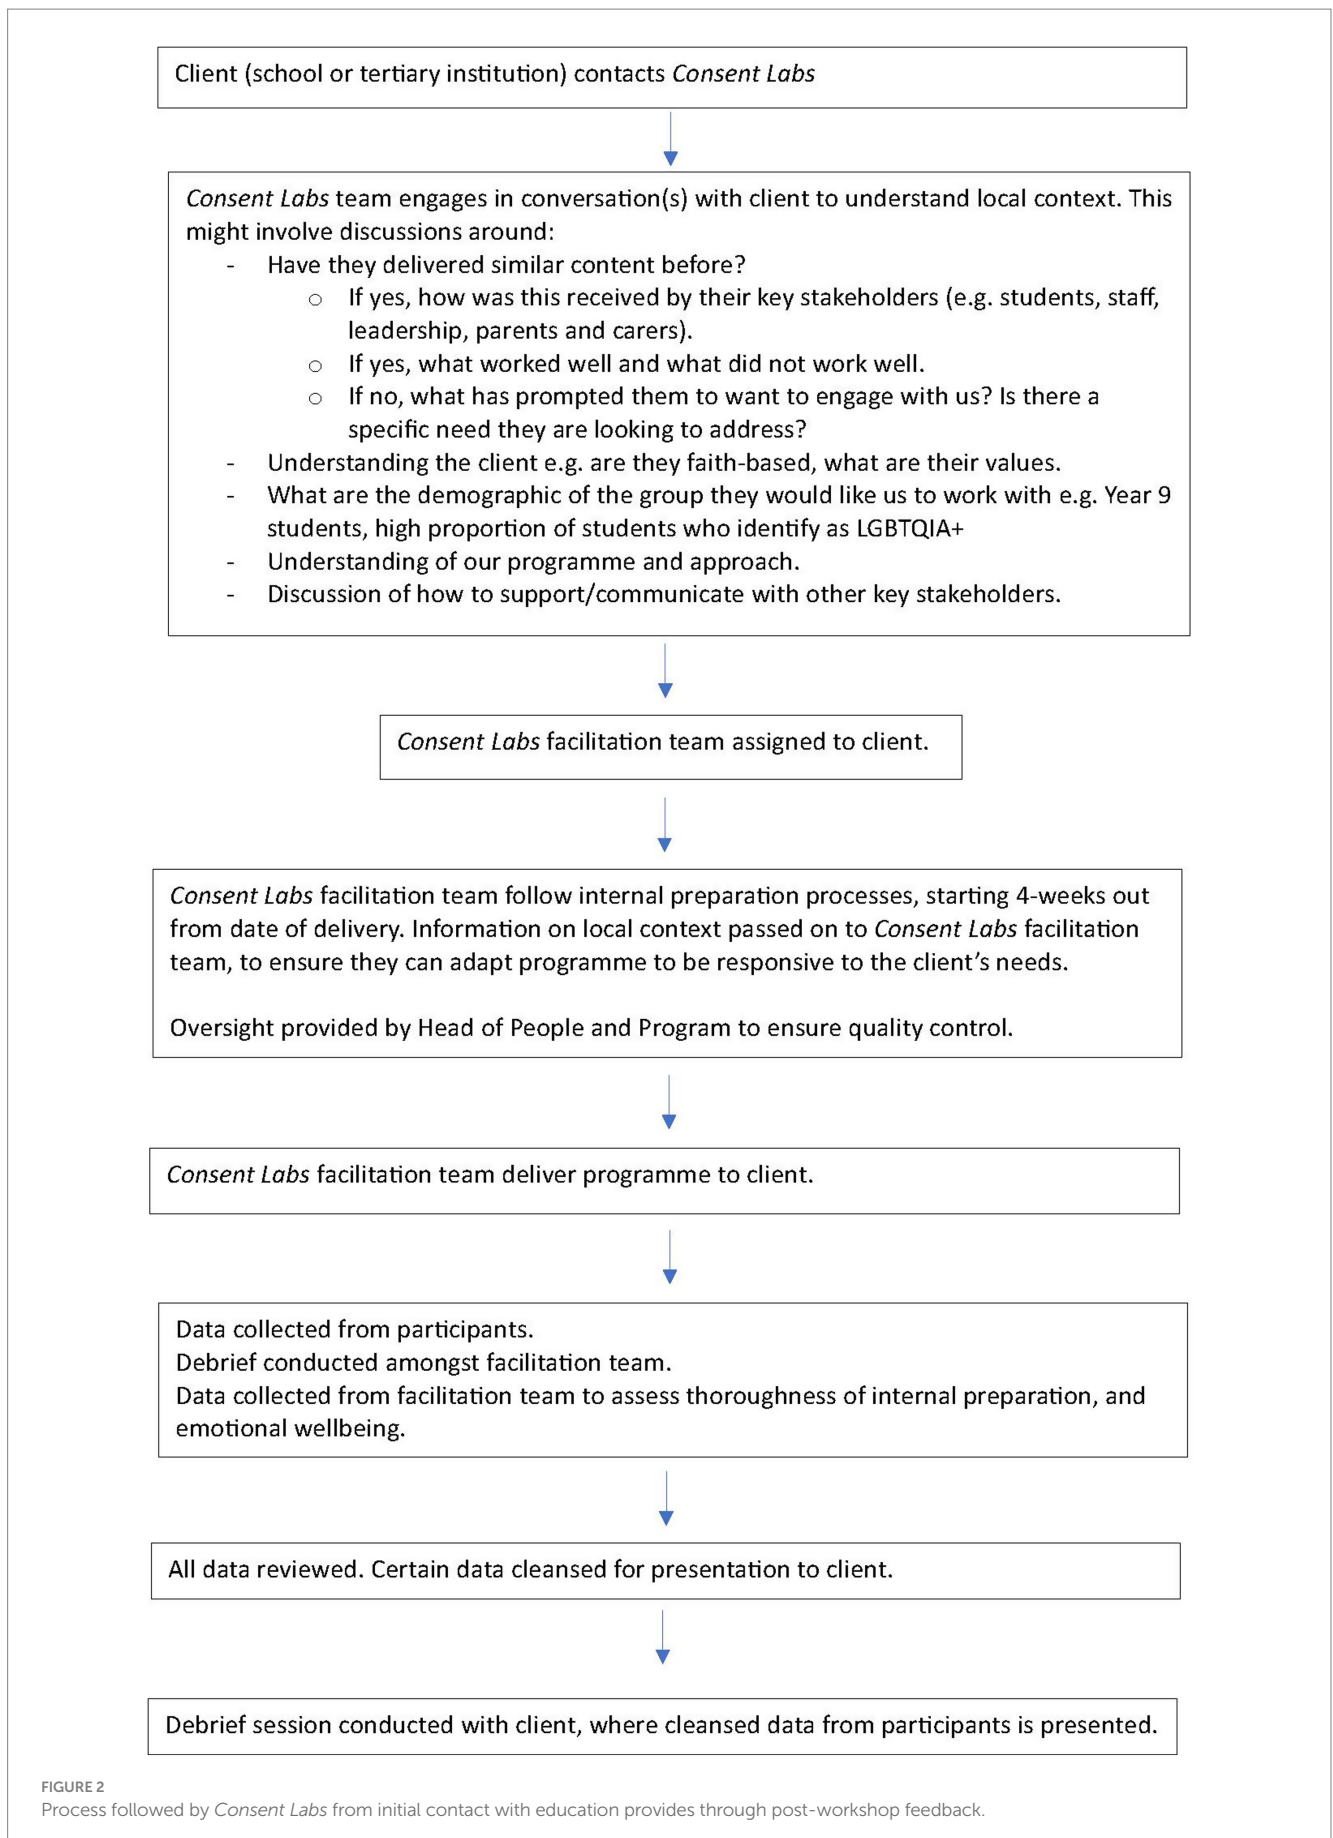 Client (school or tertiary institution) contacts Consent Labs
Consent Labs team engages in conversation(s) with client to understand local context. This
might involve discussions around:
- Have they delivered similar content before?
o If yes, how was this received by their key stakeholders (e.g. students, staff,
leadership, parents and carers).
o If yes, what worked well and what did not work well.
o If no, what has prompted them to want to engage with us? Is there a
specific need they are looking to address?
- Understanding the client e.g. are they faith-based, what are their values.
- What are the demographic of the group they would like us to work with e.g. Year 9
students, high proportion of students who identify as LGBTQIA+
- Understanding of our programme and approach.
- Discussion of how to support/communicate with other key stakeholders.
Consent Labs facilitation team assigned to client.
Consent Labs facilitation team follow internal preparation processes, starting 4-weeks out
from date of delivery. Information on local context passed on to Consent Labs facilitation
team, to ensure they can adapt programme to be responsive to the client’s needs.
Oversight provided by Head of People and Program to ensure quality control.
Consent Labs facilitation team deliver programme to client.
Data collected from participants.
Debrief conducted amongst facilitation team.
Data collected from facilitation team to assess thoroughness of internal preparation, and
emotional wellbeing.
All data reviewed. Certain data cleansed for presentation to client.
Debrief session conducted with client, where cleansed data from participants is presented.
FIGURE 2
Process followed by Consent Labs from initial contact with education provides through post-workshop feedback.